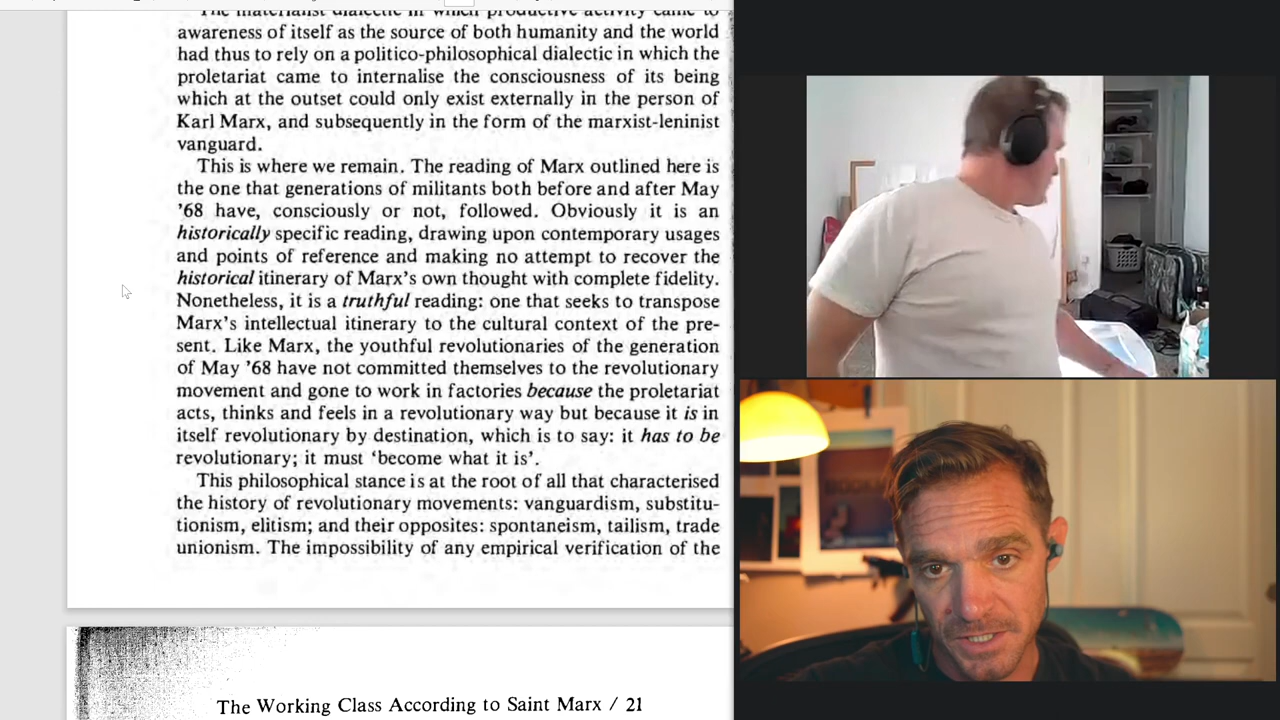 The materialist dialectic in which productive activity came to
awareness of itself as the source of both humanity and the world
had thus to rely on a politico-philosophical dialectic in which the
proletariat came to internalise the consciousness of its being
which at the outset could only exist externally in the person of
Karl Marx, and subsequently in the form of the marxist-leninist
vanguard.
This is where we remain. The reading of Marx outlined here is
the one that generations of militants both before and after May
'68 have, consciously or not, followed. Obviously it is an
historically specific reading, drawing upon contemporary usages
and points of reference and making no attempt to recover the
historical itinerary of Marx's own thought with complete fidelity.
Nonetheless, it is a truthful reading: one that seeks to transpose
Marx's intellectual itinerary to the cultural context of the pre-
sent. Like Marx, the youthful revolutionaries of the generation
of May '68 have not committed themselves to the revolutionary
movement and gone to work in factories because the proletariat
acts, thinks and feels in a revolutionary way but because it is in
itself revolutionary by destination, which is to say: it has to be
revolutionary; it must 'become what it is'.
This philosophical stance is at the root of all that characterised
the history of revolutionary movements: vanguardism, substitu-
tionism, elitism; and their opposites: spontaneism, tailism, trade
unionism. The impossibility of any empirical verification of the
The Working Class According to Saint Marx / 21